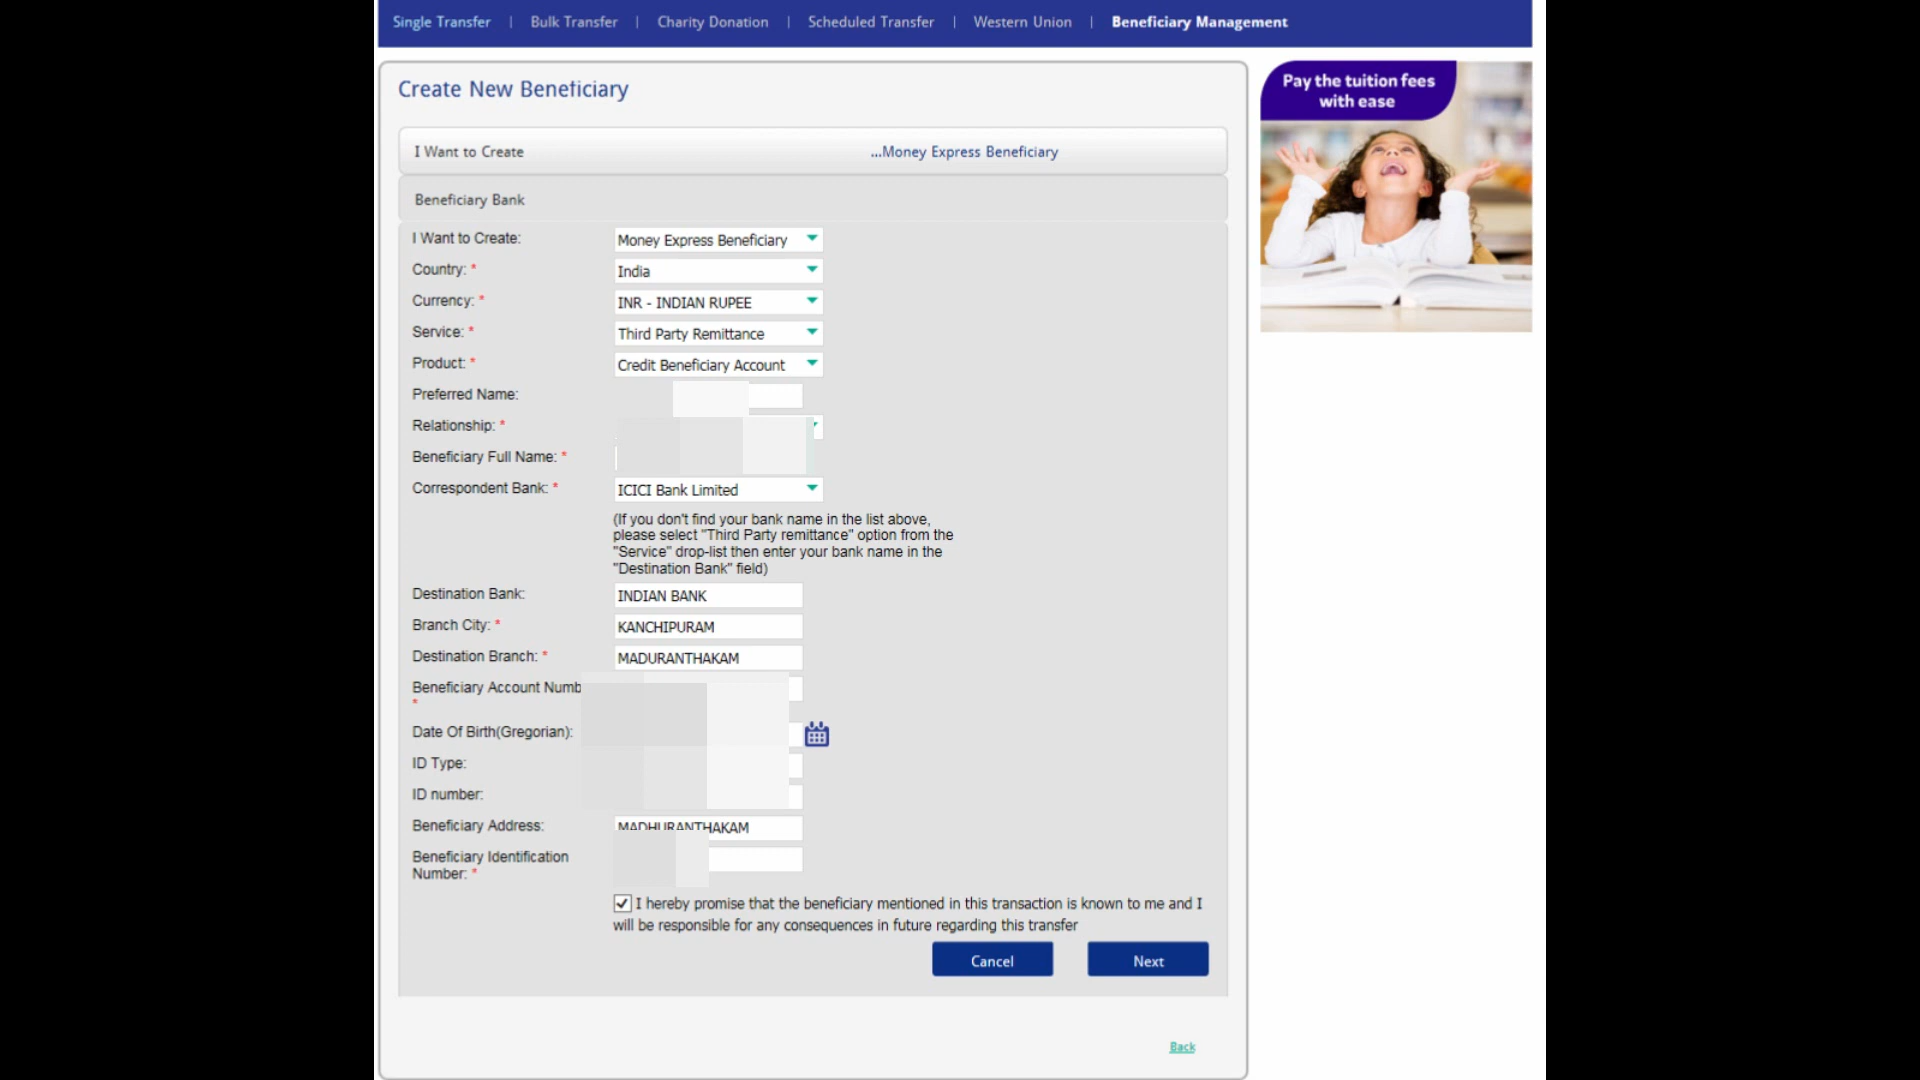 Single Transfer | Bulk Transfer | Charity Donation | Scheduled Transfer | Western Union | Beneficiary Management
Create New Beneficiary
Pay the tuition fees
with ease
I Want to Create ...Money Express Beneficiary
Beneficiary Bank
I Want to Create: Money Express Beneficiary
Country: * India
Currency: * INR - INDIAN RUPEE
Service: * Third Party Remittance
Product: * Credit Beneficiary Account
Preferred Name:
Relationship: *
Beneficiary Full Name: *
Correspondent Bank: * ICICI Bank Limited
(If you don't find your bank name in the list above,
please select "Third Party remittance" option from the
"Service" drop-list then enter your bank name in the
"Destination Bank" field)
Destination Bank: INDIAN BANK
Branch City: * KANCHIPURAM
Destination Branch: * MADURANTHAKAM
Beneficiary Account Numb
*
Date Of Birth(Gregorian):
ID Type:
ID number:
Beneficiary Address: MADHURANTHAKAM
Beneficiary Identification
Number: *
I hereby promise that the beneficiary mentioned in this transaction is known to me and I
will be responsible for any consequences in future regarding this transfer
Cancel Next
Back